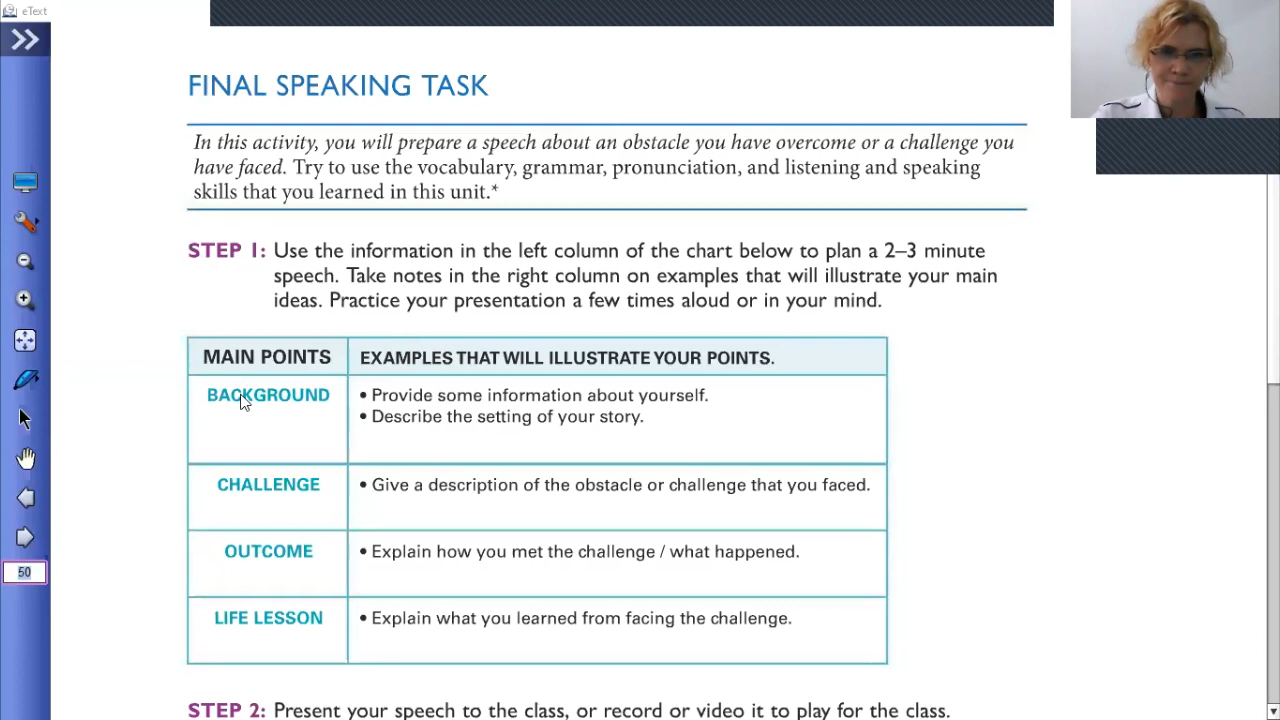 eText
FINAL SPEAKING TASK
In this activity, you will prepare a speech about an obstacle you have overcome or a challenge you
have faced. Try to use the vocabulary, grammar, pronunciation, and listening and speaking
skills that you learned in this unit.*
STEP 1: Use the information in the left column of the chart below to plan a 2–3 minute
speech. Take notes in the right column on examples that will illustrate your main
ideas. Practice your presentation a few times aloud or in your mind.
MAIN POINTS EXAMPLES THAT WILL ILLUSTRATE YOUR POINTS.
BACKGROUND • Provide some information about yourself.
• Describe the setting of your story.
CHALLENGE • Give a description of the obstacle or challenge that you faced.
OUTCOME • Explain how you met the challenge / what happened.
LIFE LESSON • Explain what you learned from facing the challenge.
50
STEP 2: Present your speech to the class, or record or video it to play for the class.